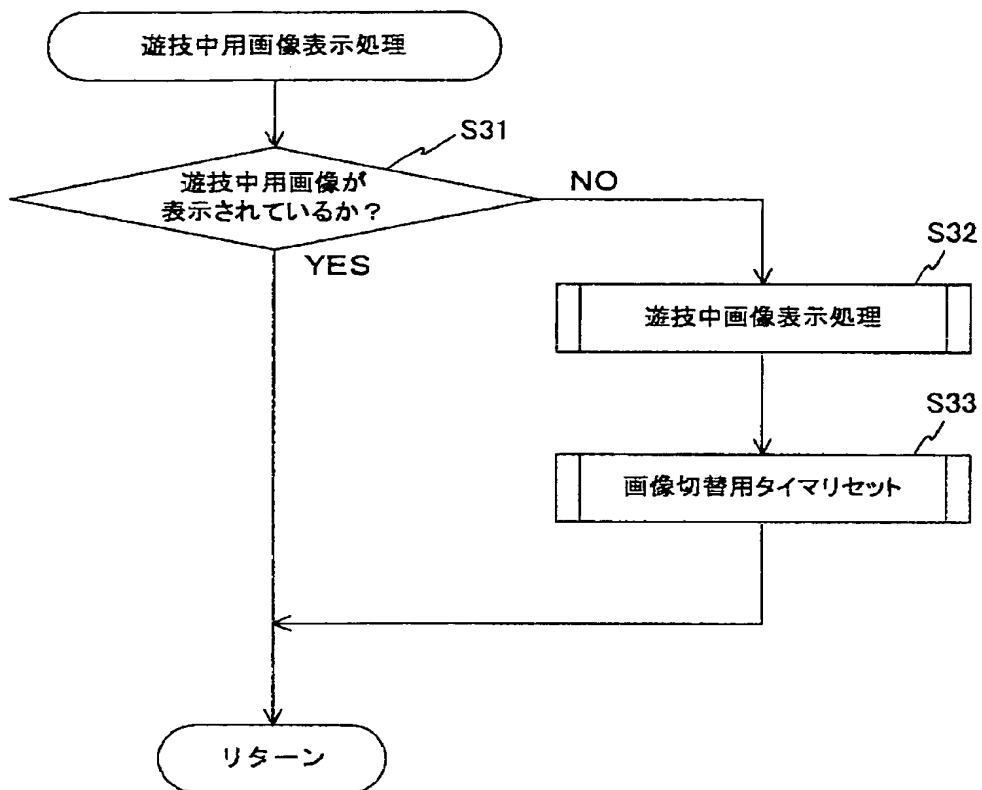 遊技中用画像表示処理
S31
遊技中用画像が
表示されているか？
NO
YES
S32
遊技中画像表示処理
S33
画像切替用タイマリセット
リターン